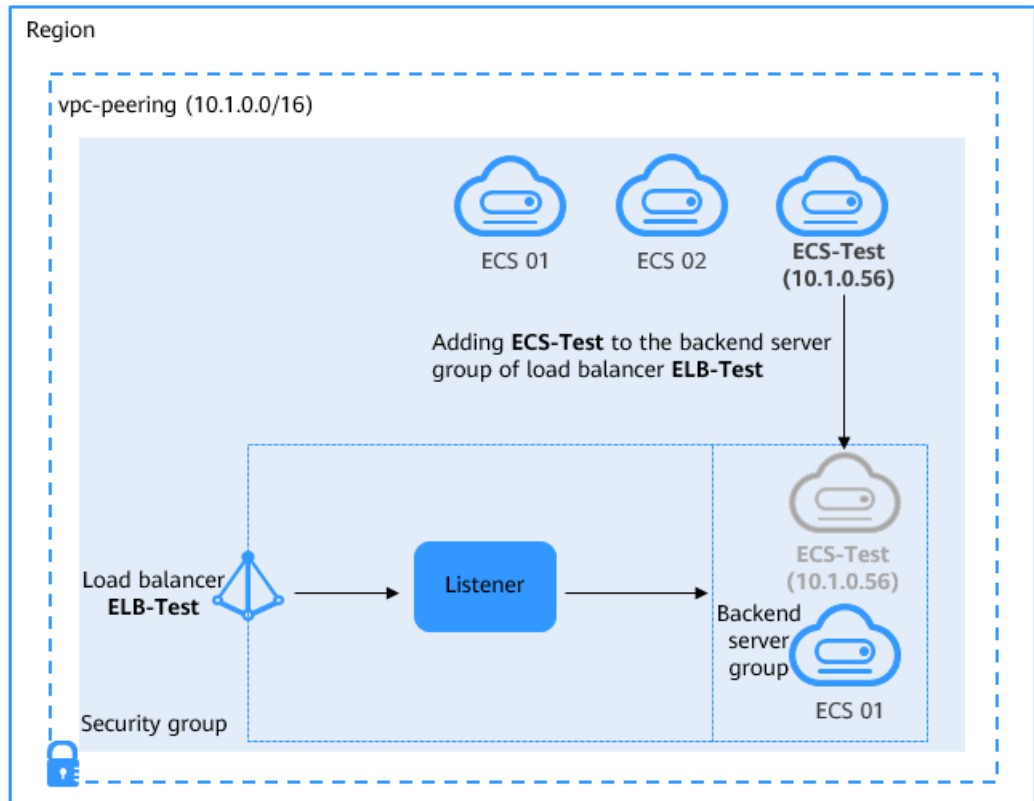 Region
vpc-peering (10.1.0.0/16)
ECS 01
ECS 02
ECS-Test
(10.1.0.56)
Adding ECS-Test to the backend server
group of load balancer ELB-Test
Load balancer
ELB-Test
Listener
ECS-Test
(10.1.0.56)
Backend
server
group
ECS 01
Security group